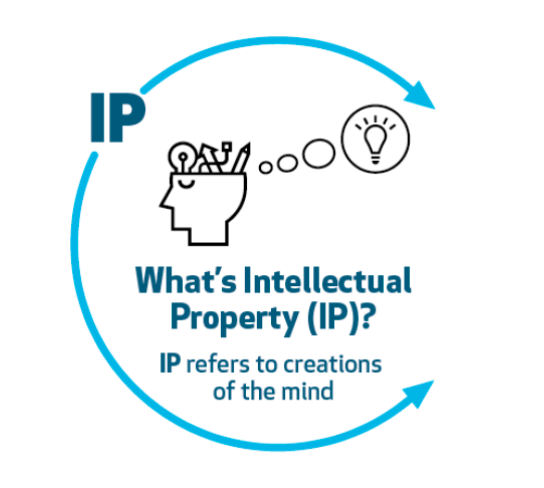 IP
What's Intellectual
Property (IP)?
IP refers to creations
of the mind